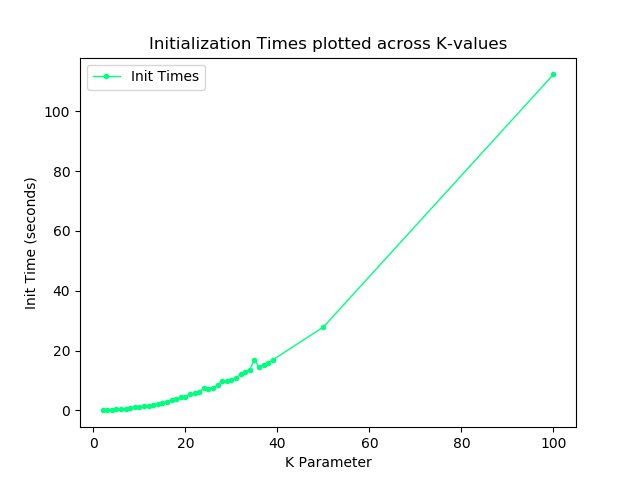 Initialization Times plotted across K-values
Init Times
Init Time (seconds)
100
80
60
40
20
0
0 20 40 60 80 100
K Parameter